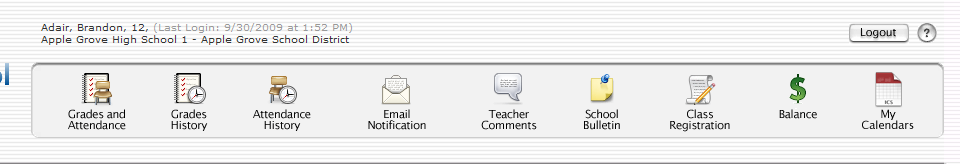 Adair, Brandon, 12, (Last Login: 9/30/2009 at 1:52 PM)
Apple Grove High School 1 - Apple Grove School District
Logout
?
Grades and
Attendance
Grades
History
Attendance
History
Email
Notification
Teacher
Comments
School
Bulletin
Class
Registration
Balance
$
ICS
My
Calendars